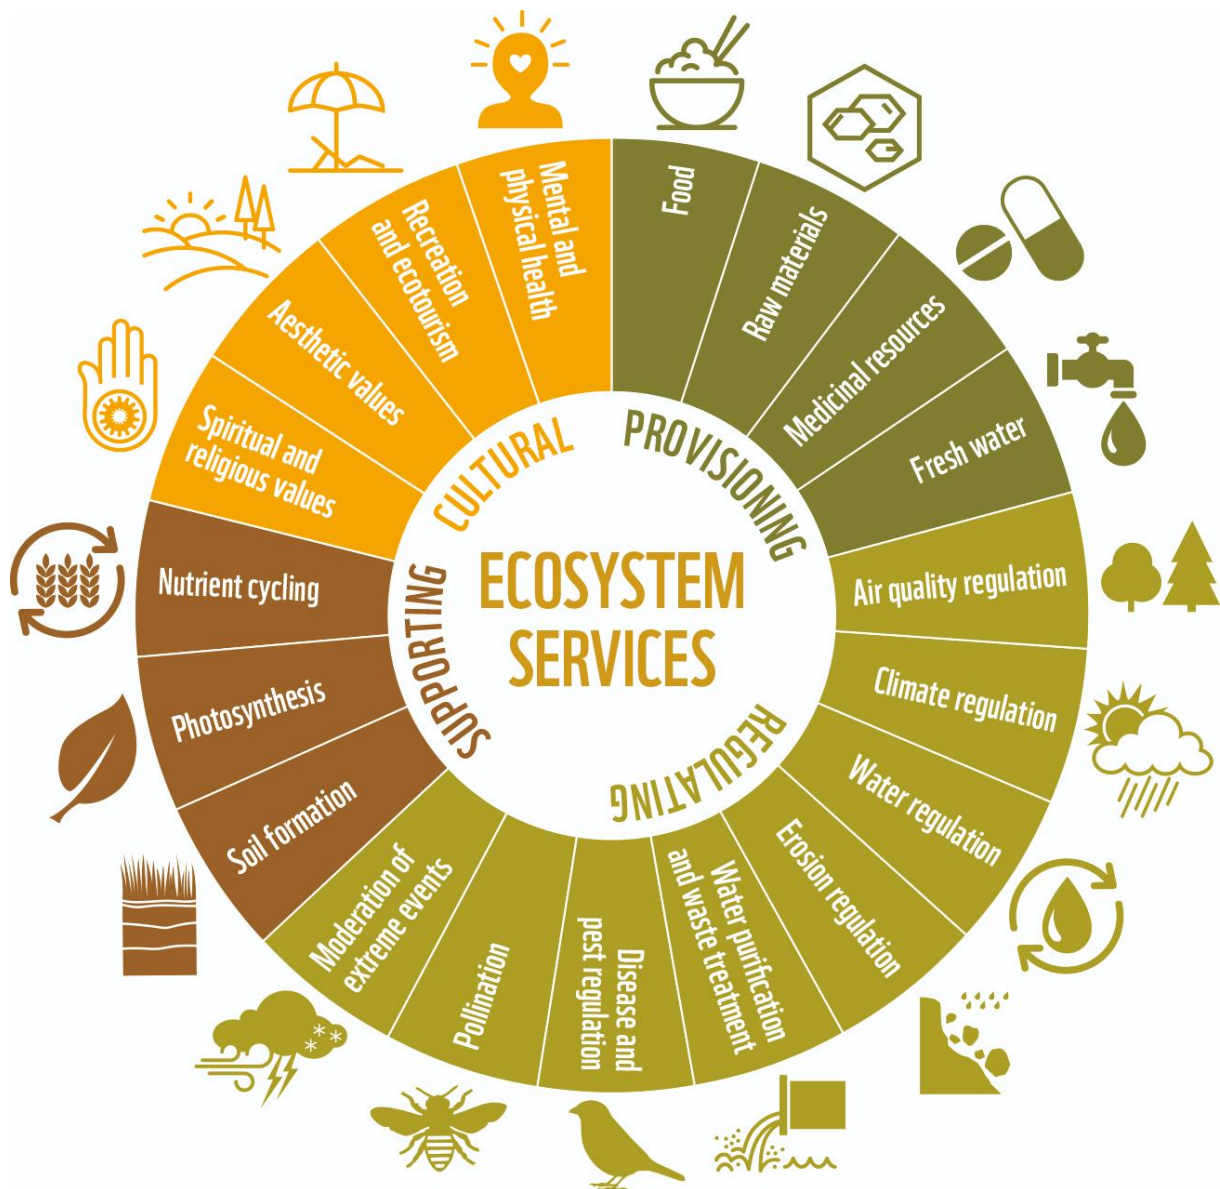 ECOSYSTEM
SERVICES
PROVISIONING
Food
Raw materials
Medicinal resources
Fresh water
REGULATING
Air quality regulation
Climate regulation
Water regulation
Erosion regulation
Water purification
and waste treatment
Disease and
pest regulation
Pollination
Moderation of
extreme events
SUPPORTING
Soil formation
Photosynthesis
Nutrient cycling
CULTURAL
Spiritual and
religious values
Aesthetic values
Recreation
and ecotourism
Mental and
physical health